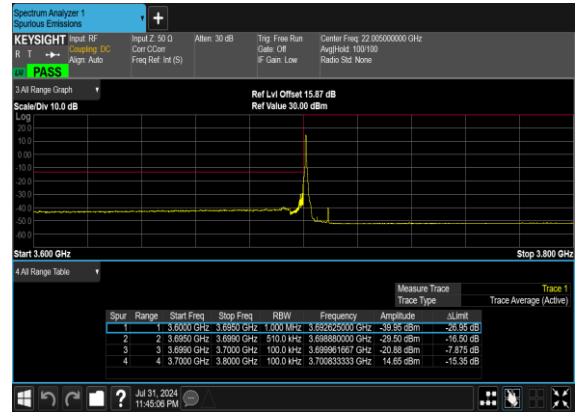 Spectrum Analyzer 1
Spurious Emissions
+
KEYSIGHT Input: RF Input Z: 50 Ω Atten: 30 dB Trig: Free Run Center Freq: 22.005000000 GHz
R T Coupling: DC Corr CCorr Gate: Off Avg|Hold: 100/100
Align: Auto Freq Ref: Int (S) IF Gain: Low Radio Std: None
PASS
3 All Range Graph
Ref Lvl Offset 15.87 dB
Scale/Div 10.0 dB Ref Value 30.00 dBm
Log
20.0
10.0
0.00
-10.0
-20.0
-30.0
-40.0
-50.0
-60.0
Start 3.600 GHz Stop 3.800 GHz
4 All Range Table
Measure Trace Trace 1
Trace Type Trace Average (Active)
Spur Range Start Freq Stop Freq RBW Frequency Amplitude ΔLimit
1 1 3.6000 GHz 3.6950 GHz 1.000 MHz 3.692625000 GHz -39.95 dBm -26.95 dB
2 2 3.6950 GHz 3.6990 GHz 510.0 kHz 3.698880000 GHz -29.50 dBm -16.50 dB
3 3 3.6990 GHz 3.7000 GHz 100.0 kHz 3.699961667 GHz -20.88 dBm -7.875 dB
4 4 3.7000 GHz 3.8000 GHz 100.0 kHz 3.700833333 GHz 14.65 dBm -15.35 dB
? Jul 31, 2024
11:45:06 PM